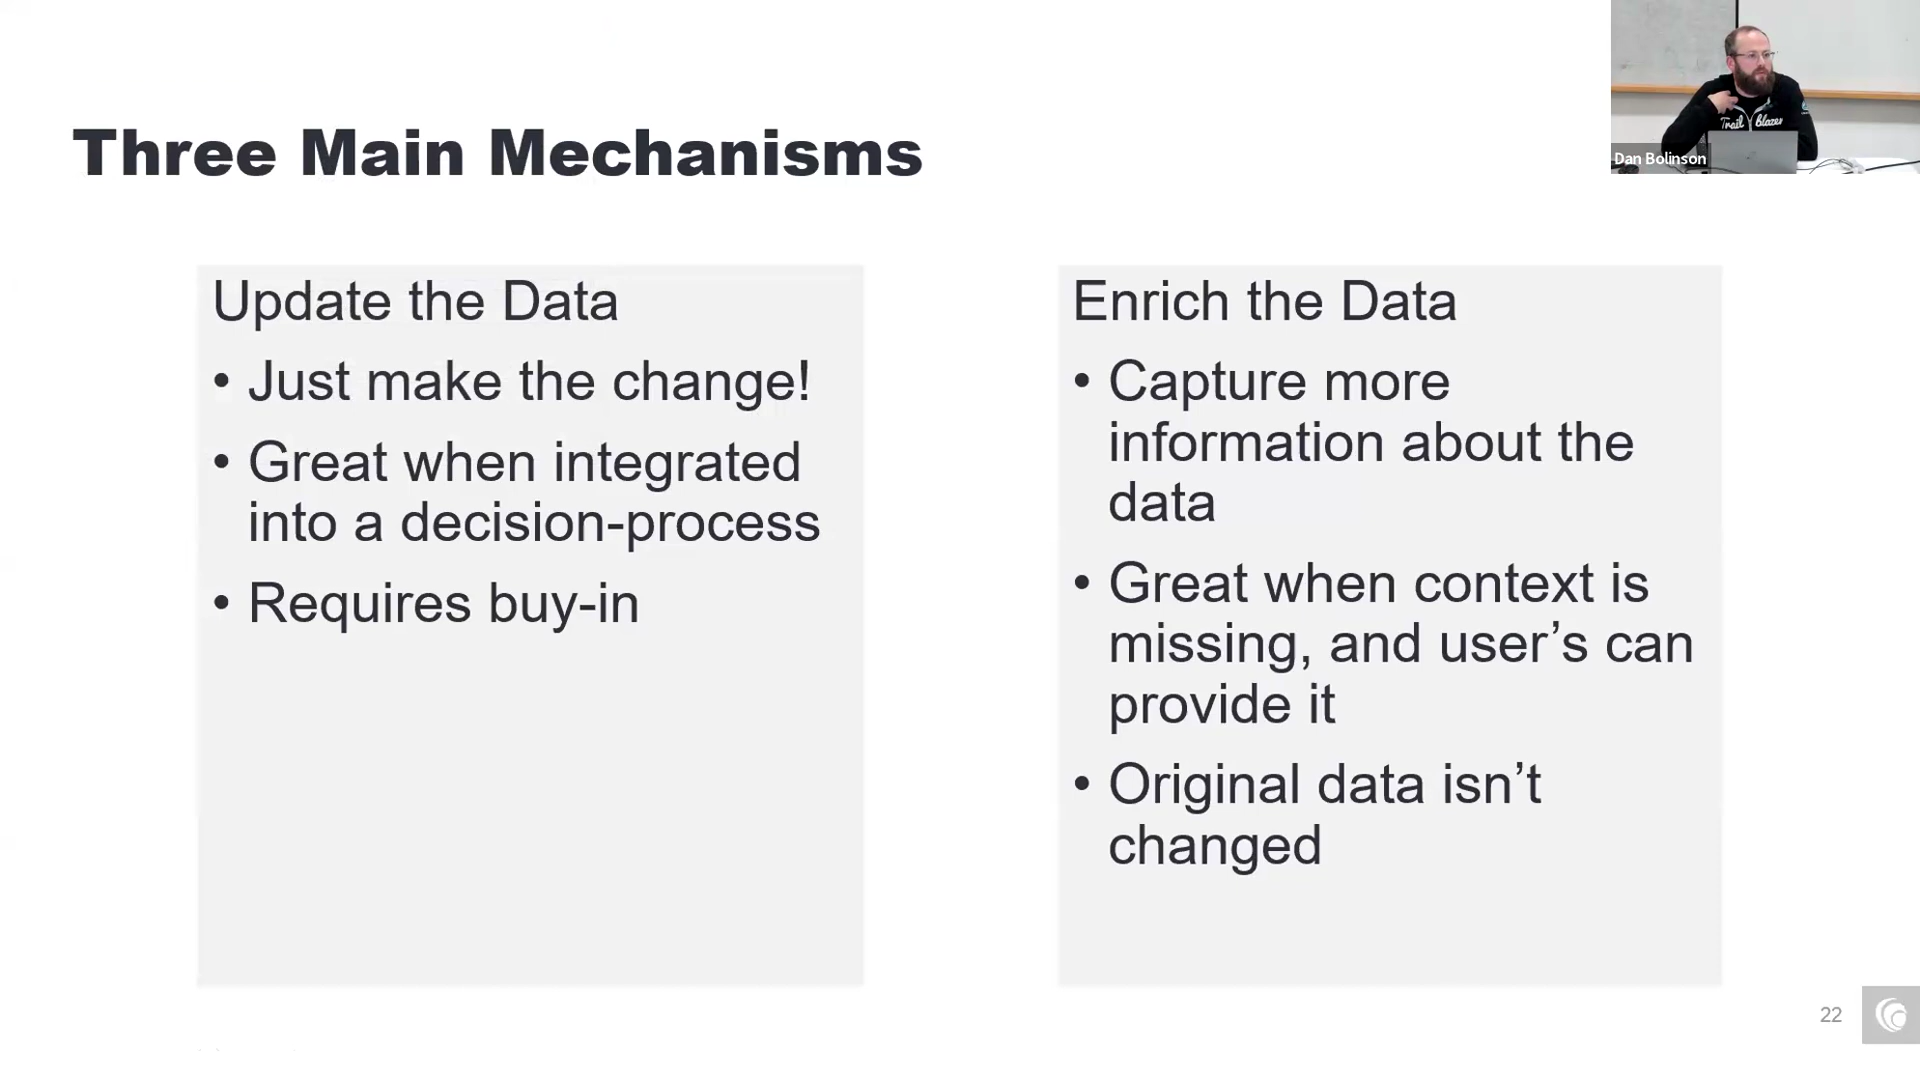 Three Main Mechanisms
Trail Blazer
Dan Bolinson
Update the Data
• Just make the change!
• Great when integrated
into a decision-process
• Requires buy-in
Enrich the Data
• Capture more
information about the
data
• Great when context is
missing, and user’s can
provide it
• Original data isn’t
changed
22